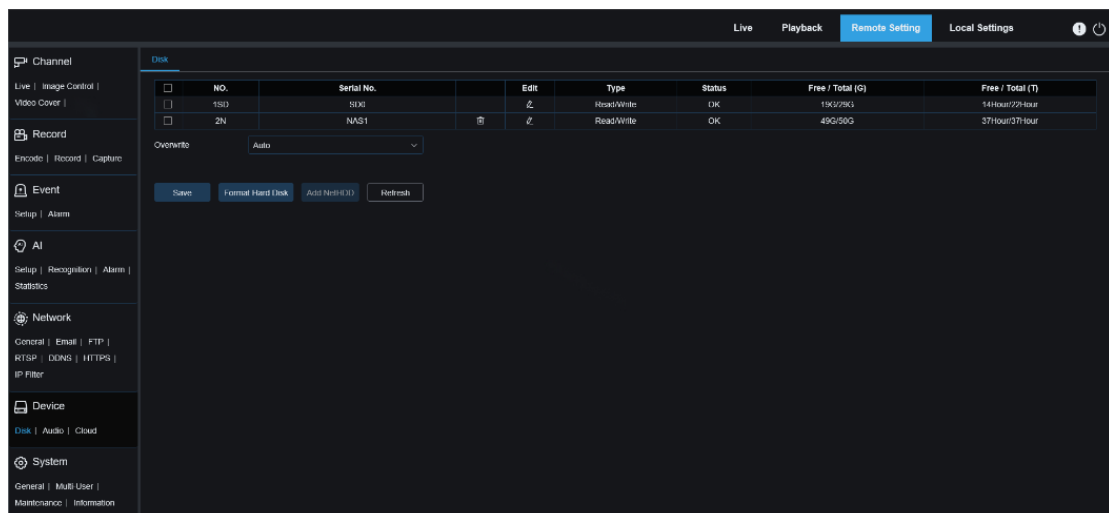 Live Playback Remote Setting Local Settings
Channel
Live | Image Control |
Video Cover |
Record
Encode | Record | Capture
Event
Setup | Alarm
AI
Setup | Recognition | Alarm |
Statistics
Network
General | Email | FTP |
RTSP | DDNS | HTTPS |
IP Filter
Device
Disk | Audio | Cloud
System
General | Multi-User |
Maintenance | Information
Disk
NO. Serial No. Edit Type Status Free / Total (G) Free / Total (T)
1SD SD0 Read/Write OK 19G/29G 14Hour/22Hour
2N NAS1 Read/Write OK 49G/50G 37Hour/37Hour
Overwrite Auto
Save Format Hard Disk Add NetHDD Refresh